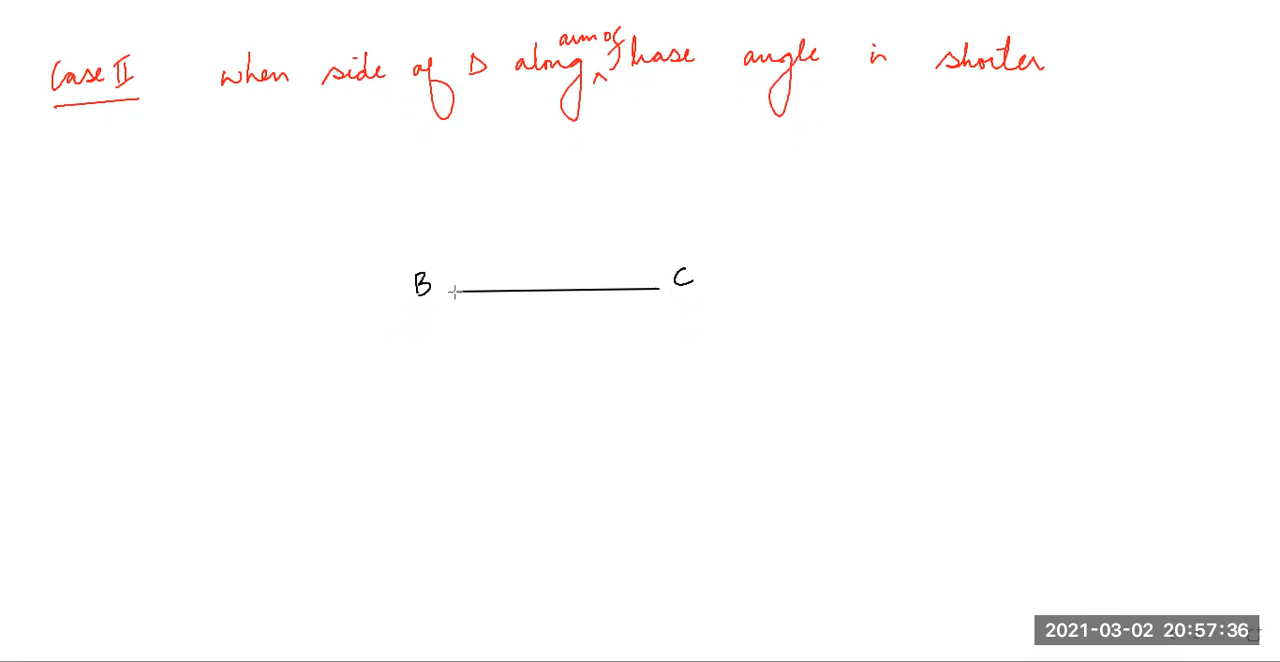 Case II when side of Δ along arm of base angle is shorter
B C
2021-03-02 20:57:36